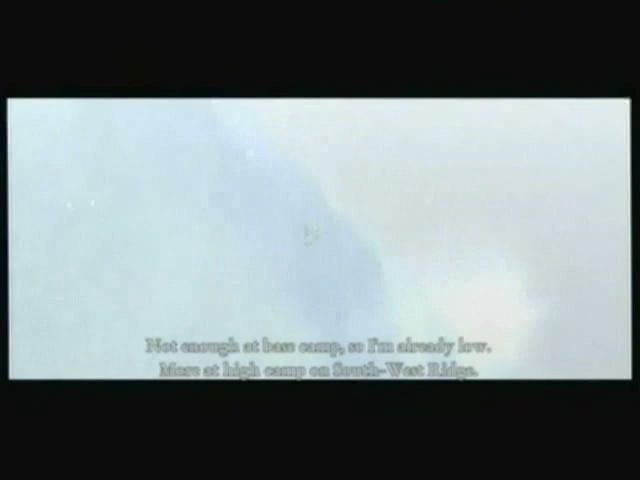 Not enough at base camp, so I'm already low.
More at high camp on South-West Ridge.